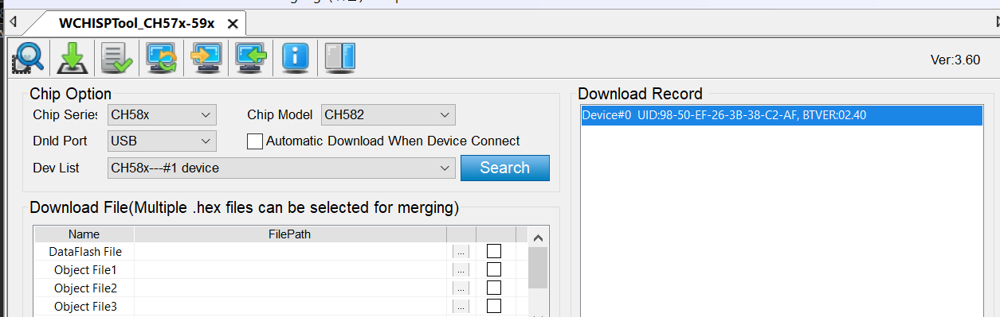 WCHISPTool_CH57x-59x
Ver:3.60
Chip Option
Chip Series CH58x Chip Model CH582
Dnld Port USB Automatic Download When Device Connect
Dev List CH58x---#1 device Search
Download File(Multiple .hex files can be selected for merging)
Name FilePath
DataFlash File ...
Object File1 ...
Object File2 ...
Object File3 ...
Download Record
Device#0 UID:98-50-EF-26-3B-38-C2-AF, BTVER:02.40